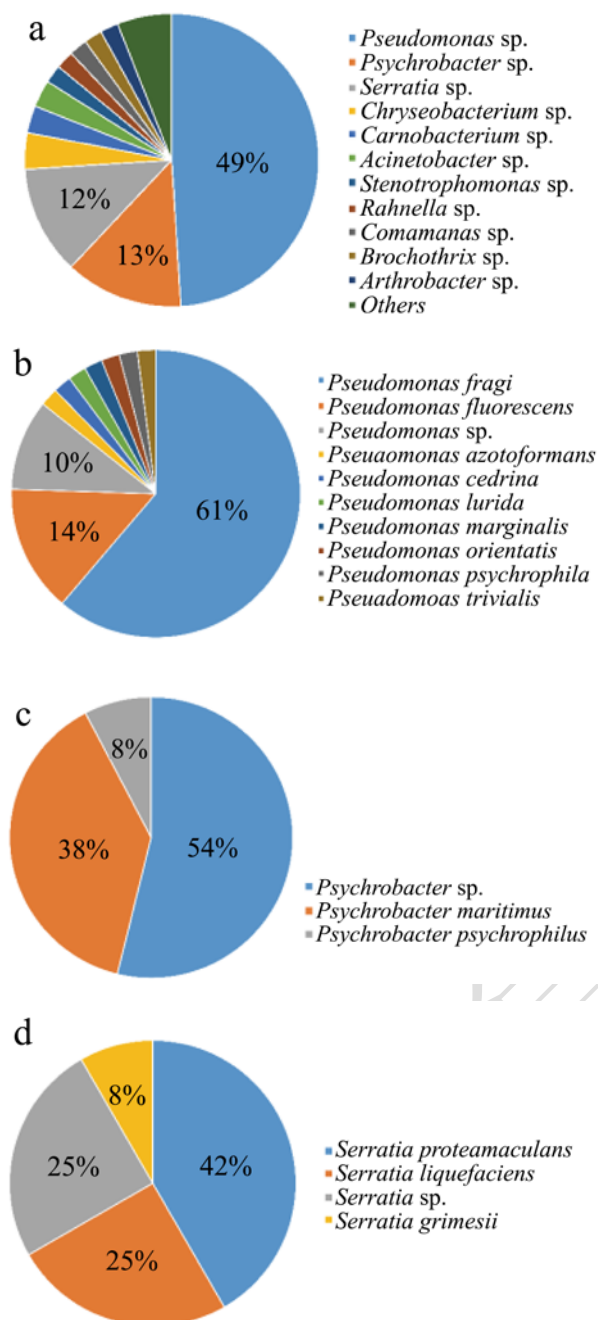 a
49%
13%
12%
Pseudomonas sp.
Psychrobacter sp.
Serratia sp.
Chryseobacterium sp.
Carnobacterium sp.
Acinetobacter sp.
Stenotrophomonas sp.
Rahnella sp.
Comamanas sp.
Brochothrix sp.
Arthrobacter sp.
Others
b
61%
14%
10%
Pseudomonas fragi
Pseudomonas fluorescens
Pseudomonas sp.
Pseuaomonas azotoformans
Pseudomonas cedrina
Pseudomonas lurida
Pseudomonas marginalis
Pseudomonas orientatis
Pseudomonas psychrophila
Pseuadomoas trivialis
c
54%
38%
8%
Psychrobacter sp.
Psychrobacter maritimus
Psychrobacter psychrophilus
d
42%
25%
25%
8%
Serratia proteamaculans
Serratia liquefaciens
Serratia sp.
Serratia grimesii